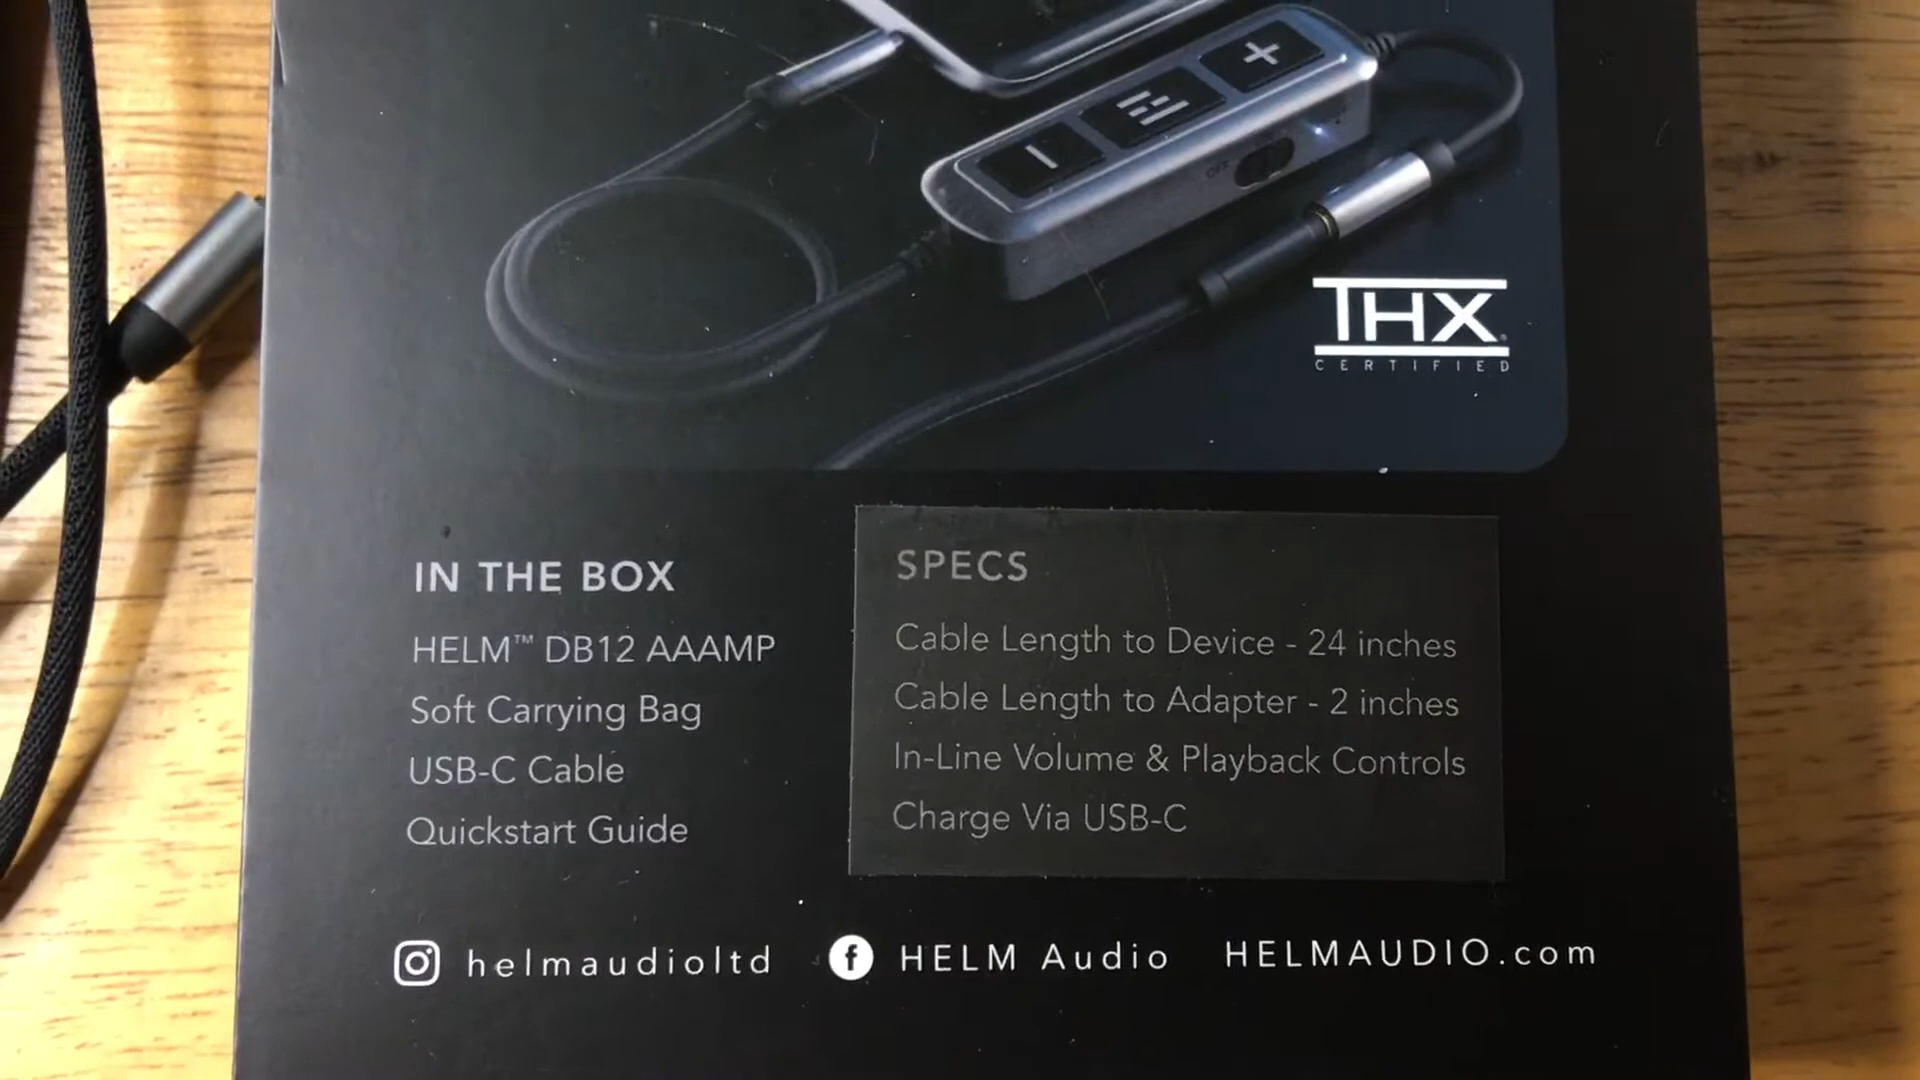 OFF
THX
CERTIFIED
IN THE BOX
HELM™ DB12 AAAMP
Soft Carrying Bag
USB-C Cable
Quickstart Guide
SPECS
Cable Length to Device - 24 inches
Cable Length to Adapter - 2 inches
In-Line Volume & Playback Controls
Charge Via USB-C
helmaudioltd
HELM Audio
HELMAUDIO.com